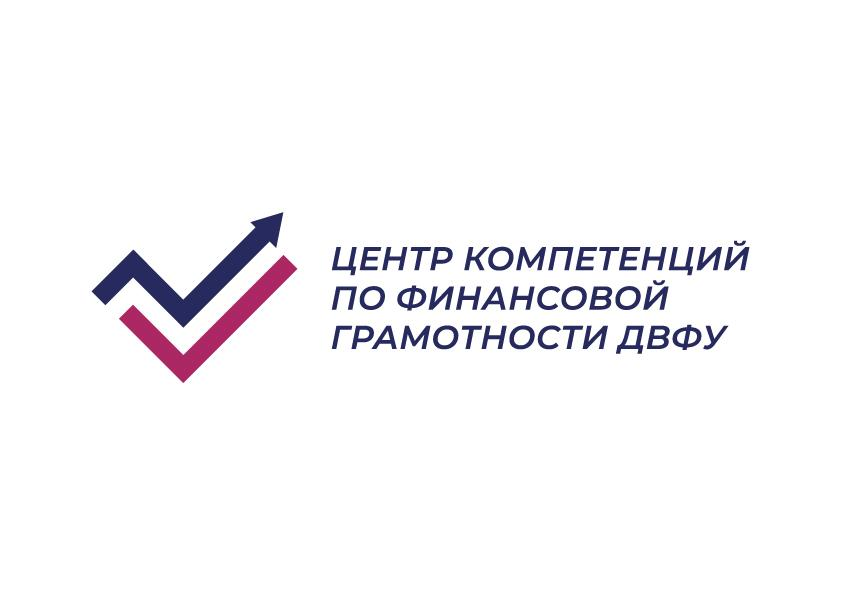 ЦЕНТР КОМПЕТЕНЦИЙ
ПО ФИНАНСОВОЙ
ГРАМОТНОСТИ ДВФУ